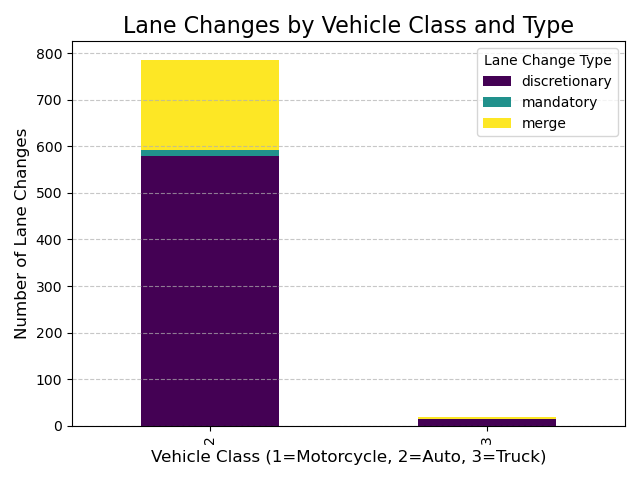 Lane Changes by Vehicle Class and Type
Lane Change Type
discretionary
mandatory
merge
Number of Lane Changes
800
700
600
500
400
300
200
100
0
2
3
Vehicle Class (1=Motorcycle, 2=Auto, 3=Truck)